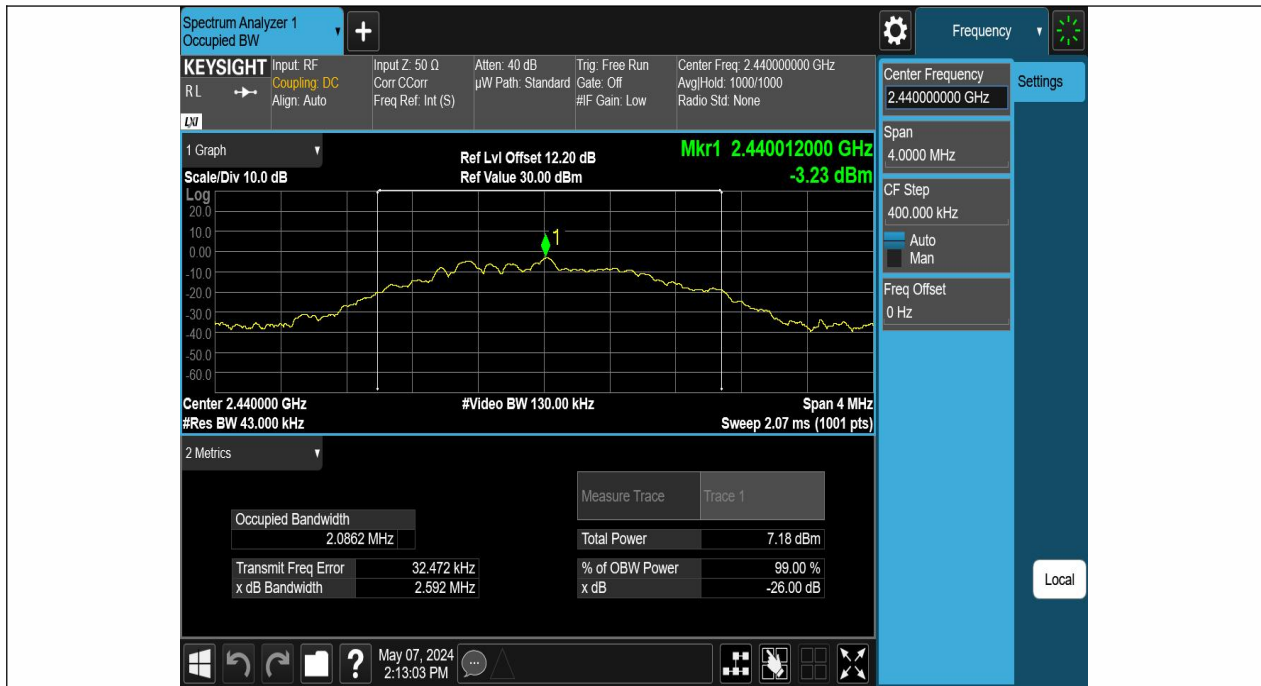 Spectrum Analyzer 1
Occupied BW
Frequency
KEYSIGHT
R L
LXI
Input: RF
Coupling: DC
Align: Auto
Input Z: 50 Ω
Corr CCorr
Freq Ref: Int (S)
Atten: 40 dB
µW Path: Standard
Trig: Free Run
Gate: Off
#IF Gain: Low
Center Freq: 2.440000000 GHz
Avg|Hold: 1000/1000
Radio Std: None
Center Frequency
2.440000000 GHz
Settings
Span
4.0000 MHz
CF Step
400.000 kHz
Auto
Man
Freq Offset
0 Hz
Local
1 Graph
Scale/Div 10.0 dB
Ref Lvl Offset 12.20 dB
Ref Value 30.00 dBm
Mkr1 2.440012000 GHz
-3.23 dBm
Log
20.0
10.0
0.00
-10.0
-20.0
-30.0
-40.0
-50.0
-60.0
1
Center 2.440000 GHz
#Res BW 43.000 kHz
#Video BW 130.00 kHz
Span 4 MHz
Sweep 2.07 ms (1001 pts)
2 Metrics
Measure Trace Trace 1
Occupied Bandwidth
2.0862 MHz
Total Power 7.18 dBm
Transmit Freq Error 32.472 kHz
% of OBW Power 99.00 %
x dB Bandwidth 2.592 MHz
x dB -26.00 dB
?
May 07, 2024
2:13:03 PM